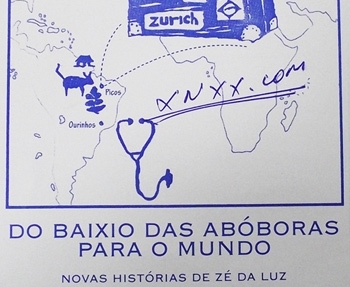 zurich
XNXX.COM
Picos
Ourinhos
DO BAIXIO DAS ABÓBORAS
PARA O MUNDO
NOVAS HISTÓRIAS DE ZÉ DA LUZ